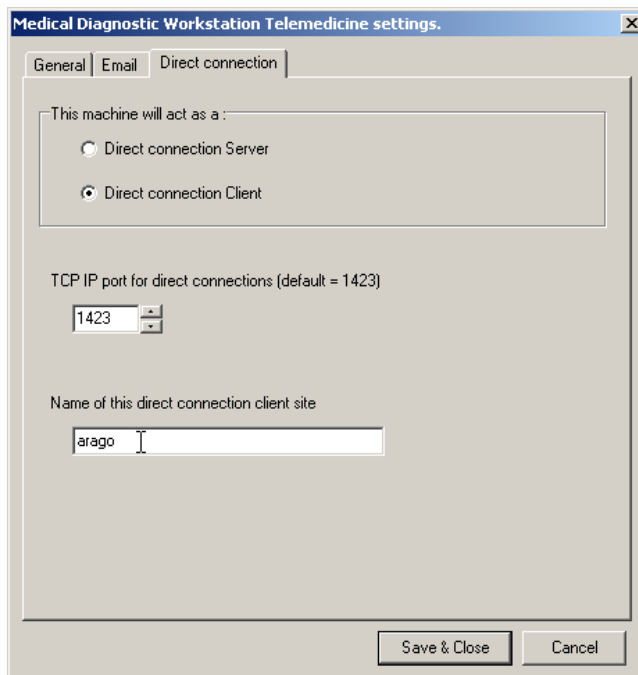 Medical Diagnostic Workstation Telemedicine settings.
General Email Direct connection
This machine will act as a :
Direct connection Server
Direct connection Client
TCP IP port for direct connections (default = 1423)
1423
Name of this direct connection client site
arago
Save & Close Cancel